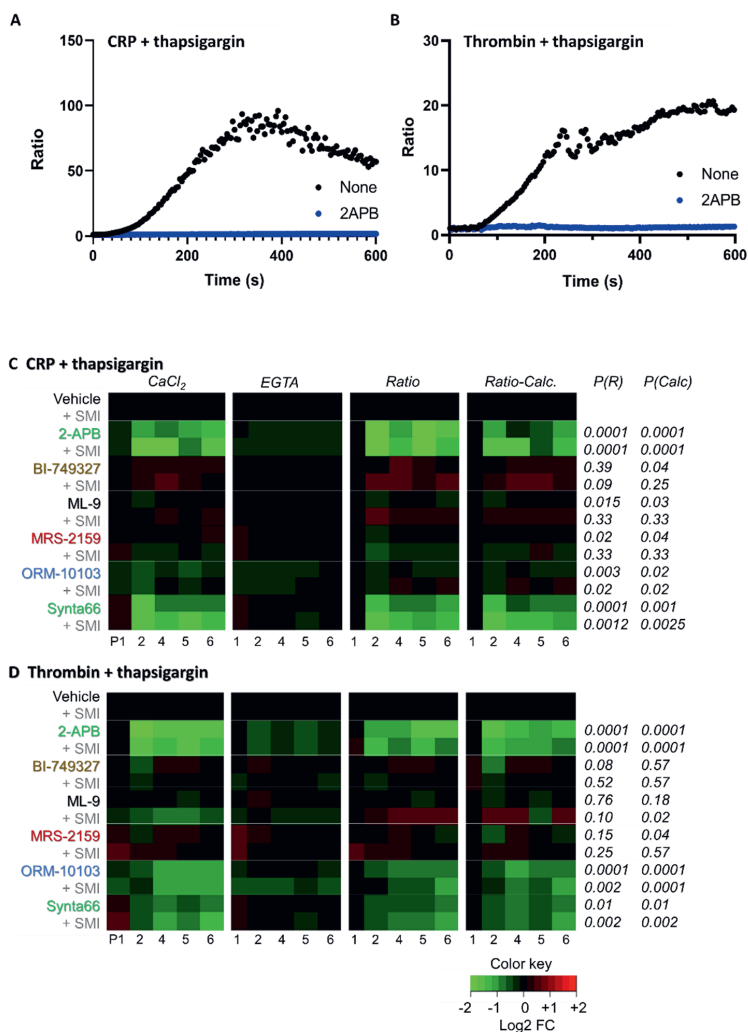 A
CRP + thapsigargin
150
100
50
0
Ratio
None
2APB
0 200 400 600
Time (s)
B
Thrombin + thapsigargin
30
20
10
0
Ratio
None
2APB
0 200 400 600
Time (s)
C CRP + thapsigargin
CaCl2 EGTA Ratio Ratio-Calc. P(R) P(Calc)
Vehicle
+ SMI
2-APB 0.0001 0.0001
+ SMI 0.0001 0.0001
BI-749327 0.39 0.04
+ SMI 0.09 0.25
ML-9 0.015 0.03
+ SMI 0.33 0.33
MRS-2159 0.02 0.04
+ SMI 0.33 0.33
ORM-10103 0.003 0.02
+ SMI 0.02 0.02
Synta66 0.0001 0.001
+ SMI 0.0012 0.0025
P1 2 4 5 6 1 2 4 5 6 1 2 4 5 6 1 2 4 5 6
D Thrombin + thapsigargin
Vehicle
+ SMI
2-APB 0.0001 0.0001
+ SMI 0.0001 0.0001
BI-749327 0.08 0.57
+ SMI 0.52 0.57
ML-9 0.76 0.18
+ SMI 0.10 0.02
MRS-2159 0.15 0.04
+ SMI 0.25 0.57
ORM-10103 0.0001 0.0001
+ SMI 0.002 0.0001
Synta66 0.01 0.01
+ SMI 0.002 0.002
P1 2 4 5 6 1 2 4 5 6 1 2 4 5 6 1 2 4 5 6
Color key
-2 -1 0 +1 +2
Log2 FC